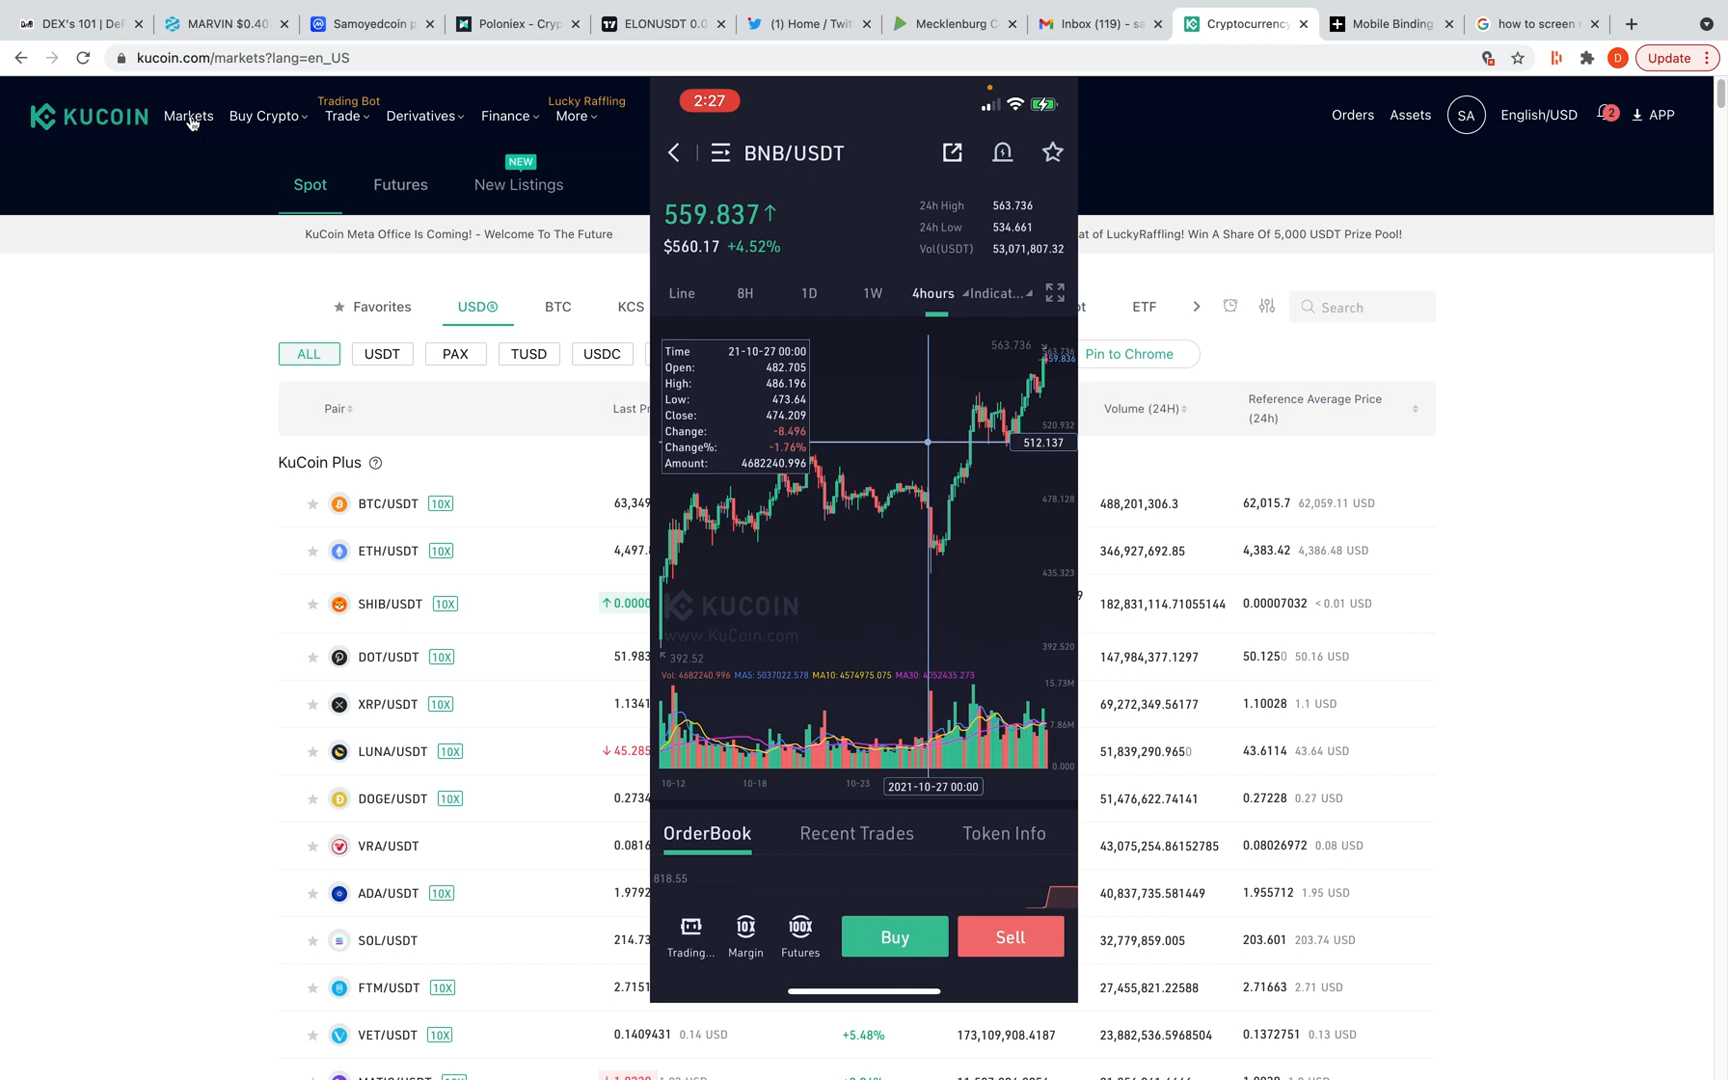 DEX's 101 | DeF
MARVIN $0.40
Samoyedcoin p
Poloniex - Cryp
ELONUSDT 0.0
(1) Home / Twit
Mecklenburg C
Inbox (119) - sa
Cryptocurrency
Mobile Binding
how to screen
kucoin.com/markets?lang=en_US
D
Update
KUCOIN
Markets
Buy Crypto
Trading Bot
Trade
Derivatives
Finance
Lucky Raffling
More
Orders
Assets
SA
English/USD
2
APP
NEW
Spot
Futures
New Listings
KuCoin Meta Office Is Coming! - Welcome To The Future
at of LuckyRaffling! Win A Share Of 5,000 USDT Prize Pool!
Favorites
USDⓈ
BTC
KCS
ETF
Search
ALL
USDT
PAX
TUSD
USDC
Pin to Chrome
Pair
Last Pr
Volume (24H)
Reference Average Price
(24h)
KuCoin Plus
BTC/USDT 10X 63,349 488,201,306.3 62,015.7 62,059.11 USD
ETH/USDT 10X 4,497.8 346,927,692.85 4,383.42 4,386.48 USD
SHIB/USDT 10X 0.0000 9 182,831,114.71055144 0.00007032 < 0.01 USD
DOT/USDT 10X 51.983 147,984,377.1297 50.1250 50.16 USD
XRP/USDT 10X 1.1341 69,272,349.56177 1.10028 1.1 USD
LUNA/USDT 10X 45.285 51,839,290.9650 43.6114 43.64 USD
DOGE/USDT 10X 0.2734 51,476,622.74141 0.27228 0.27 USD
VRA/USDT 0.0816 43,075,254.86152785 0.08026972 0.08 USD
ADA/USDT 10X 1.9792 40,837,735.581449 1.955712 1.95 USD
SOL/USDT 214.73 32,779,859.005 203.601 203.74 USD
FTM/USDT 10X 2.7151 27,455,821.22588 2.71663 2.71 USD
VET/USDT 10X 0.1409431 0.14 USD +5.48% 173,109,908.4187 23,882,536.5968504 0.1372751 0.13 USD
2:27
BNB/USDT
559.837↑
$560.17 +4.52%
24h High 563.736
24h Low 534.661
Vol(USDT) 53,071,807.32
Line
8H
1D
1W
4hours
Indicat...
Time 21-10-27 00:00
Open: 482.705
High: 486.196
Low: 473.64
Close: 474.209
Change: -8.496
Change%: -1.76%
Amount: 4682240.996
563.736
563.736
559.836
520.932
512.137
478.128
435.323
392.520
KUCOIN
www.KuCoin.com
392.52
Vol: 4682240.996 MA5: 5037022.578 MA10: 4574975.075 MA30: 4052435.273
15.73M
7.86M
0.000
10-12
10-18
10-23
2021-10-27 00:00
OrderBook
Recent Trades
Token Info
818.55
Trading...
10X
Margin
100X
Futures
Buy
Sell